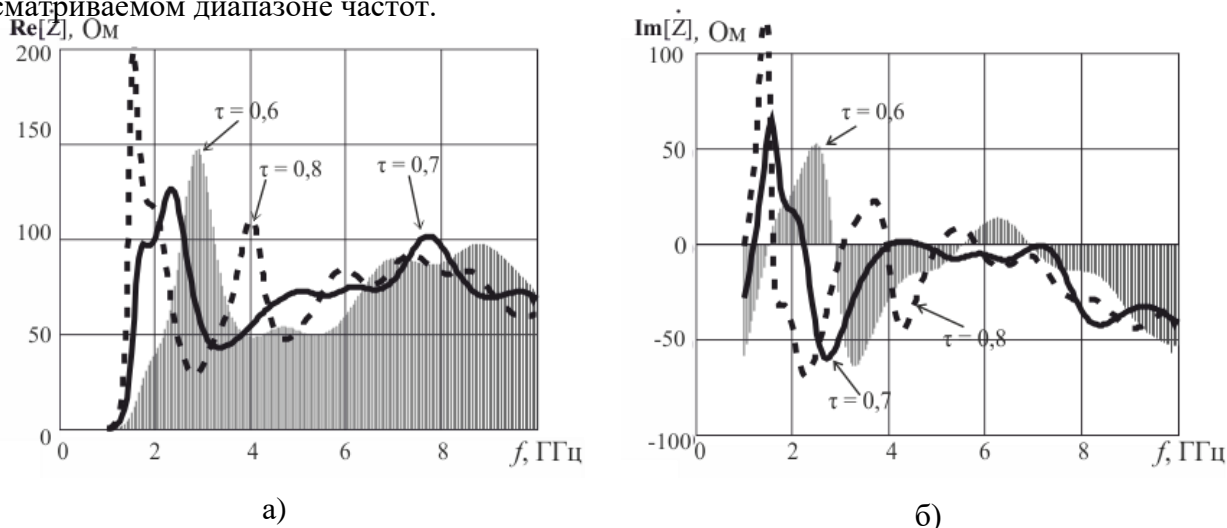 сматриваемом диапазоне частот.
Re[Z], Ом
200
150
100
50
0
τ = 0,6
τ = 0,8
τ = 0,7
0 2 4 6 8 f, ГГц
а)
Im[Ż], Ом
100
50
0
-50
-100
τ = 0,6
τ = 0,8
τ = 0,7
0 2 4 6 8 f, ГГц
б)